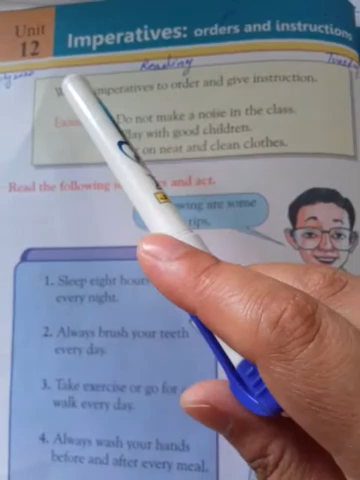 Unit
12
Imperatives: orders and instructions
Reading
imperatives to order and give instruction.
Do not make a noise in the class.
with good children.
on neat and clean clothes.
Read the following and act.
are some
1. Sleep eight hours
every night.
2. Always brush your teeth
every day.
3. Take exercise or go for
walk every day.
4. Always wash your hands
before and after every meal.